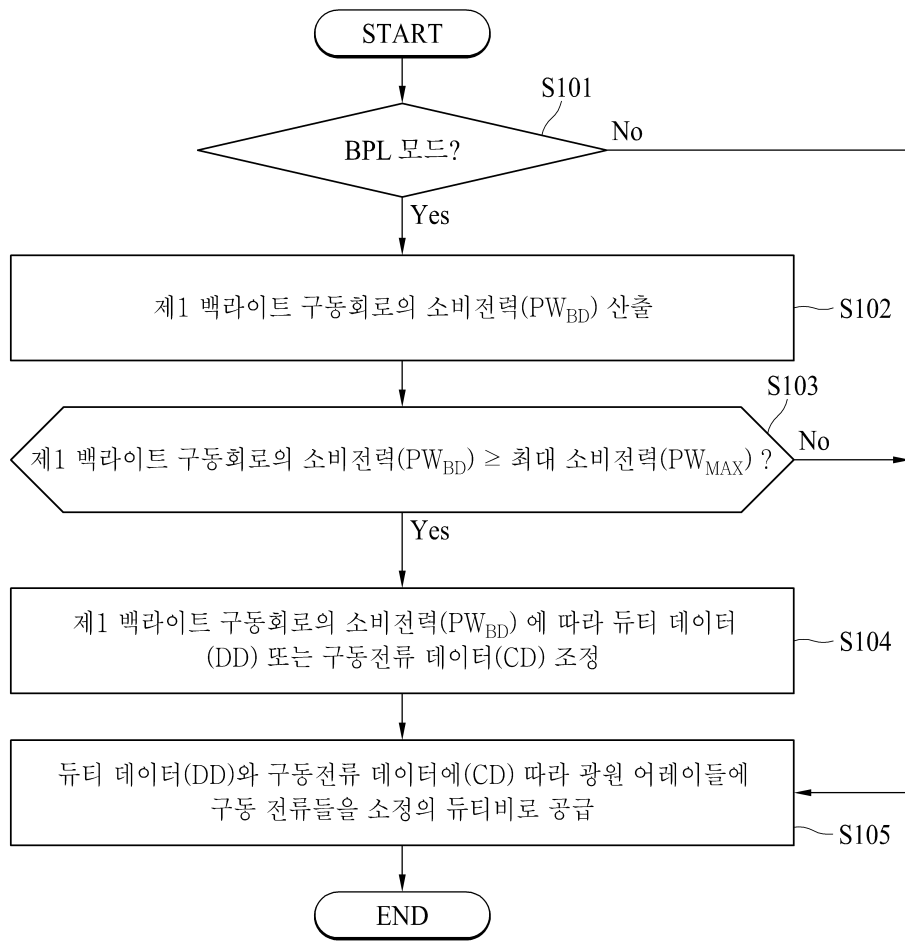 START
S101
BPL 모드?
No
Yes
제1 백라이트 구동회로의 소비전력(PWBD) 산출
S102
S103
제1 백라이트 구동회로의 소비전력(PWBD) ≥ 최대 소비전력(PWMAX) ?
No
Yes
제1 백라이트 구동회로의 소비전력(PWBD) 에 따라 듀티 데이터
(DD) 또는 구동전류 데이터(CD) 조정
S104
듀티 데이터(DD)와 구동전류 데이터에(CD) 따라 광원 어레이들에
구동 전류들을 소정의 듀티비로 공급
S105
END